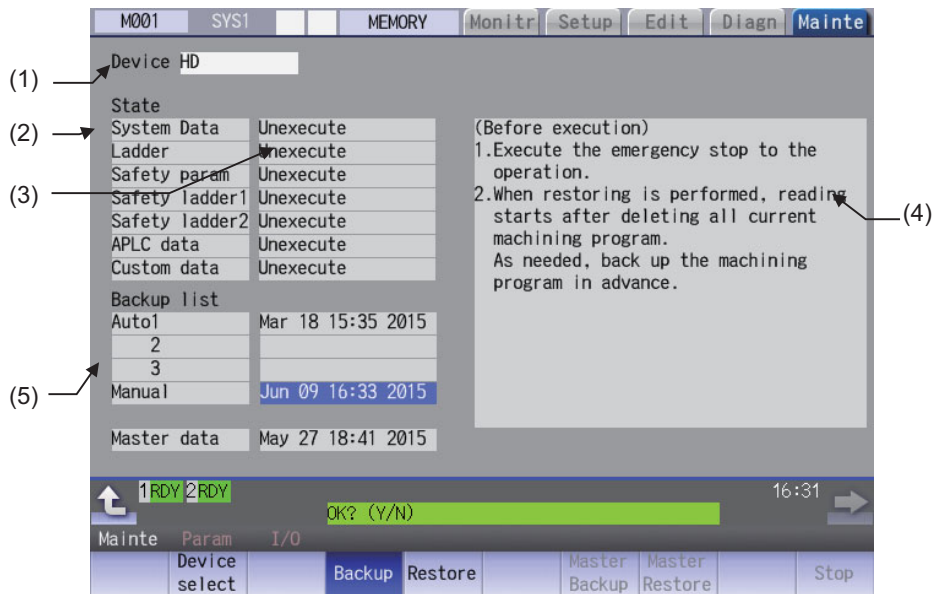 M001 SYS1 MEMORY Monitr Setup Edit Diagn Mainte
(1) Device HD
State
(2) System Data Unexecute
Ladder Unexecute
(3) Safety param Unexecute
Safety ladder1 Unexecute
Safety ladder2 Unexecute
APLC data Unexecute
Custom data Unexecute
(Before execution)
1.Execute the emergency stop to the
operation.
2.When restoring is performed, reading
starts after deleting all current
machining program.
As needed, back up the machining
program in advance.
(4)
Backup list
Auto1 Mar 18 15:35 2015
2
3
(5) Manual Jun 09 16:33 2015
Master data May 27 18:41 2015
1 RDY 2 RDY 16:31
OK? (Y/N)
Mainte Param I/O
Device
select
Backup
Restore
Master
Backup
Master
Restore
Stop